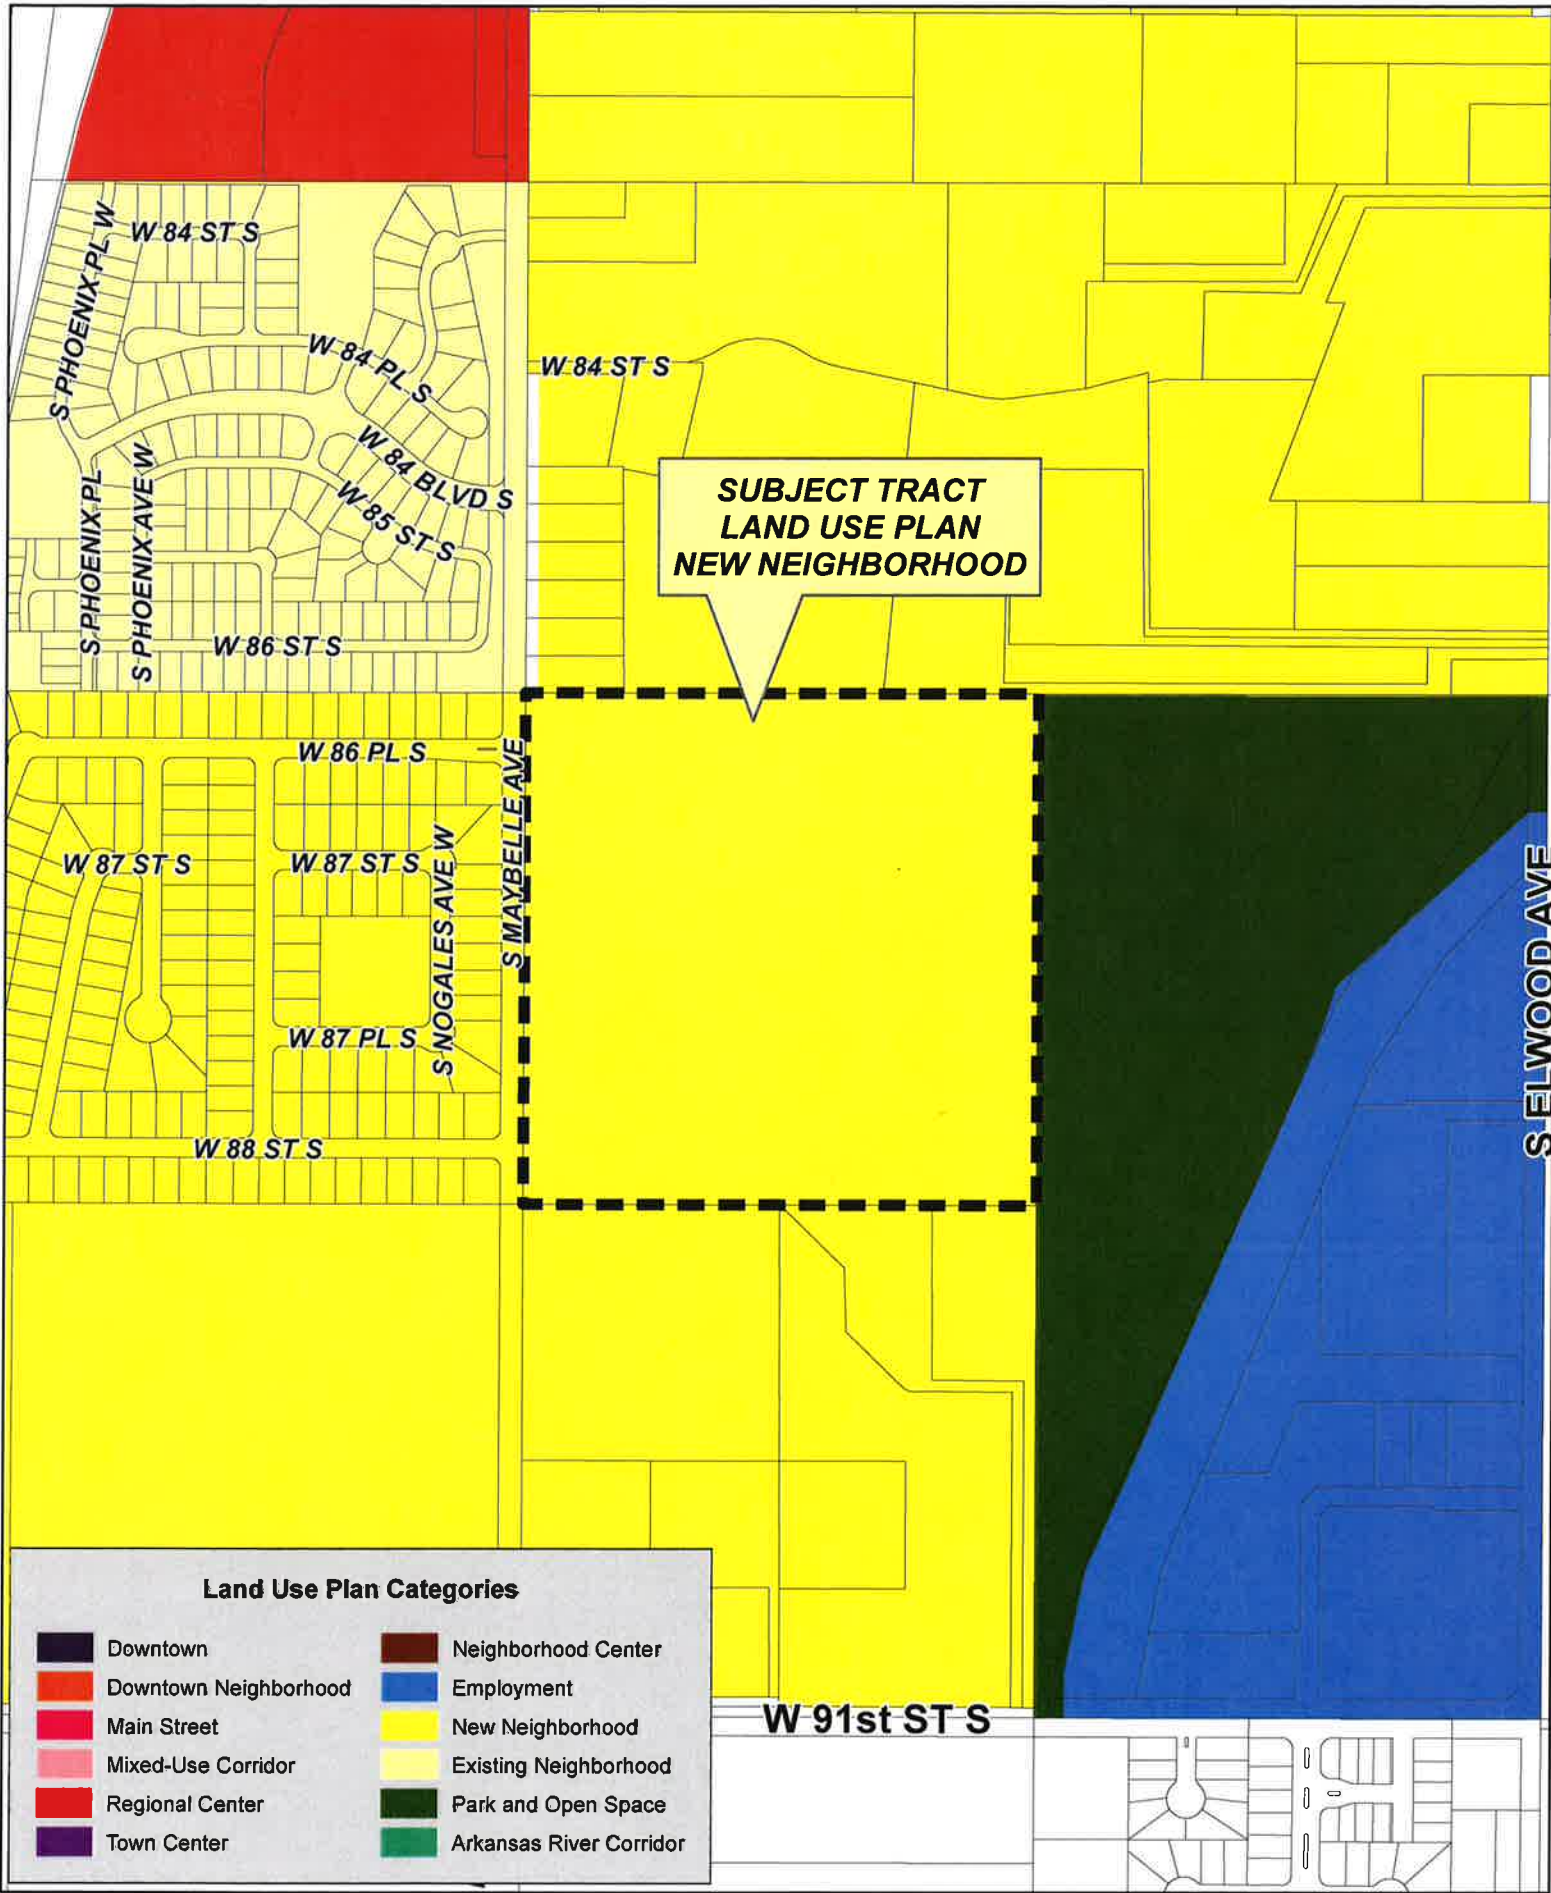 W 84 ST S
S PHOENIX PL W
W 84 PL S
W 84 ST S
W 84 BLVD S
W 85 ST S
S PHOENIX PL
S PHOENIX AVE W
W 86 ST S
SUBJECT TRACT
LAND USE PLAN
NEW NEIGHBORHOOD
W 86 PL S
S MAYBELLE AVE
W 87 ST S
W 87 ST S
S NOGALES AVE W
W 87 PL S
W 88 ST S
S ELWOOD AVE
Land Use Plan Categories
Downtown
Downtown Neighborhood
Main Street
Mixed-Use Corridor
Regional Center
Town Center
Neighborhood Center
Employment
New Neighborhood
Existing Neighborhood
Park and Open Space
Arkansas River Corridor
W 91st ST S